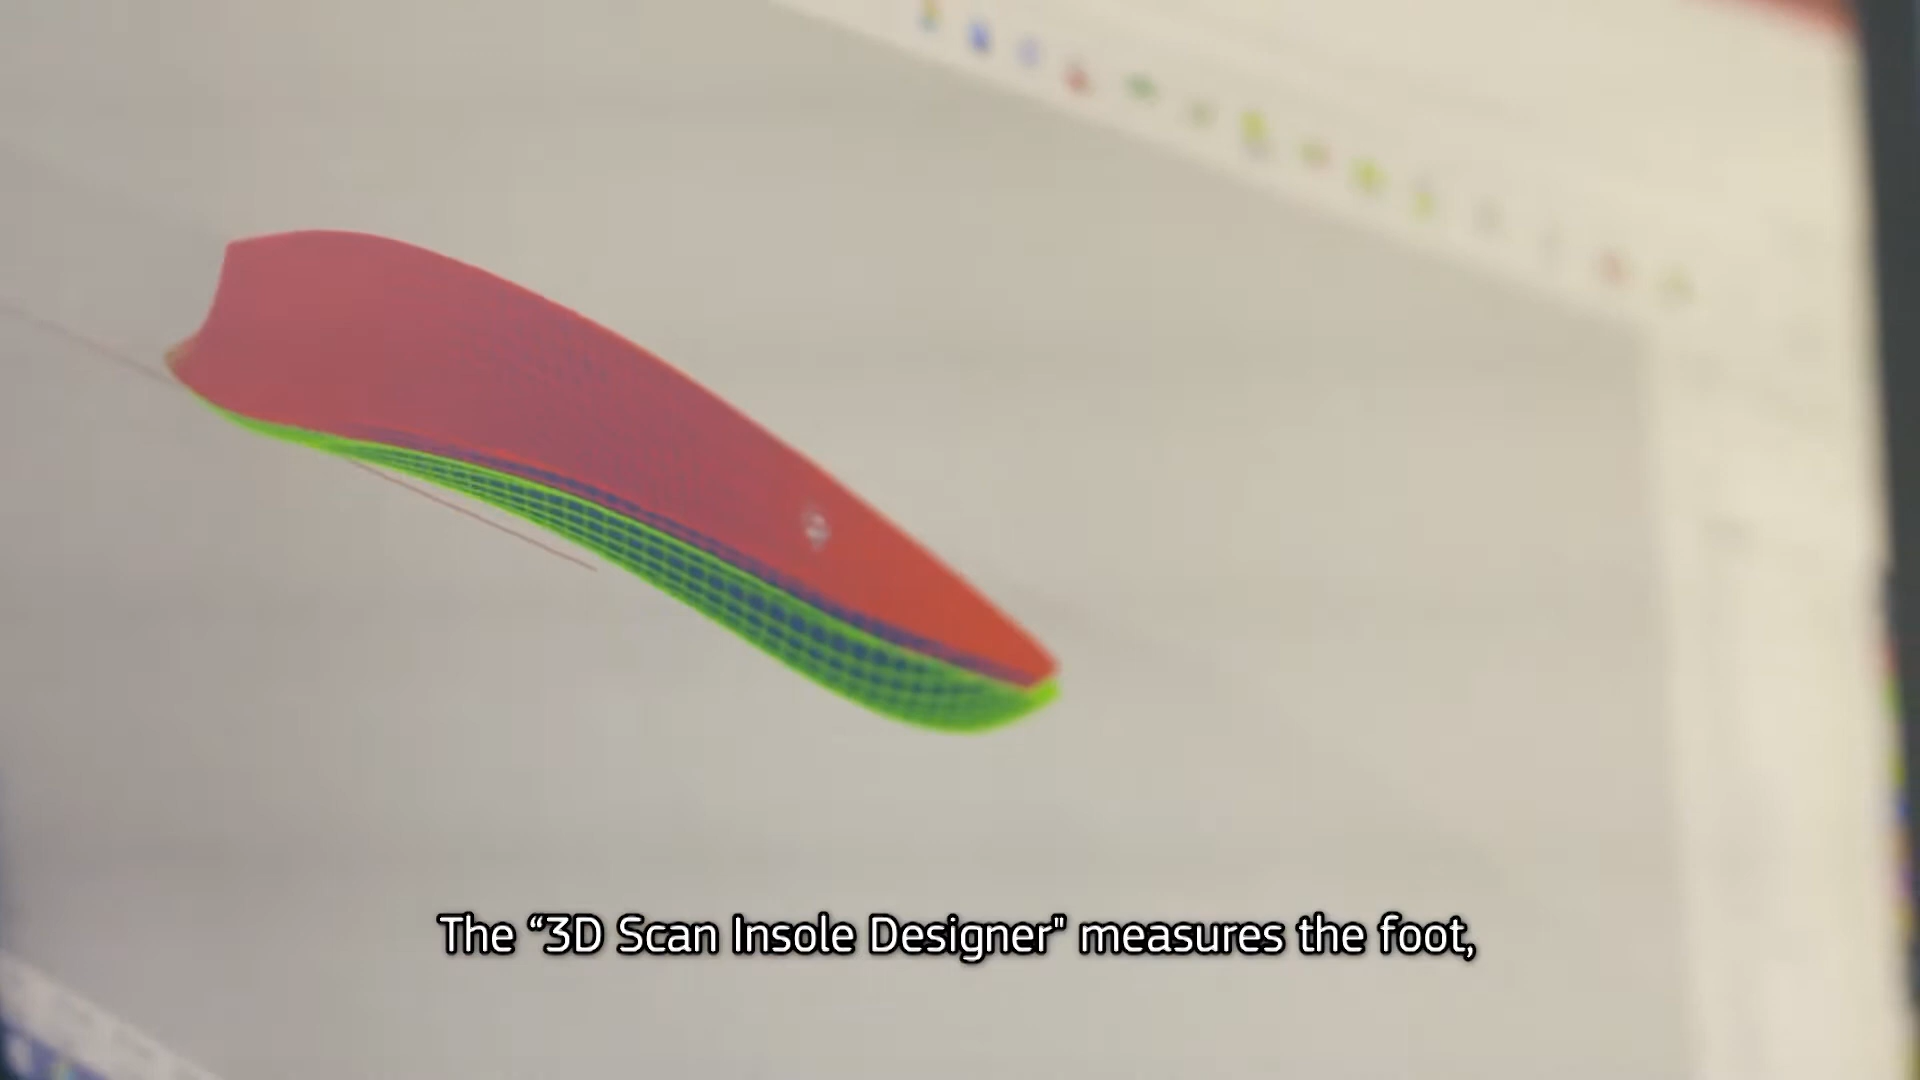 The “3D Scan Insole Designer" measures the foot,